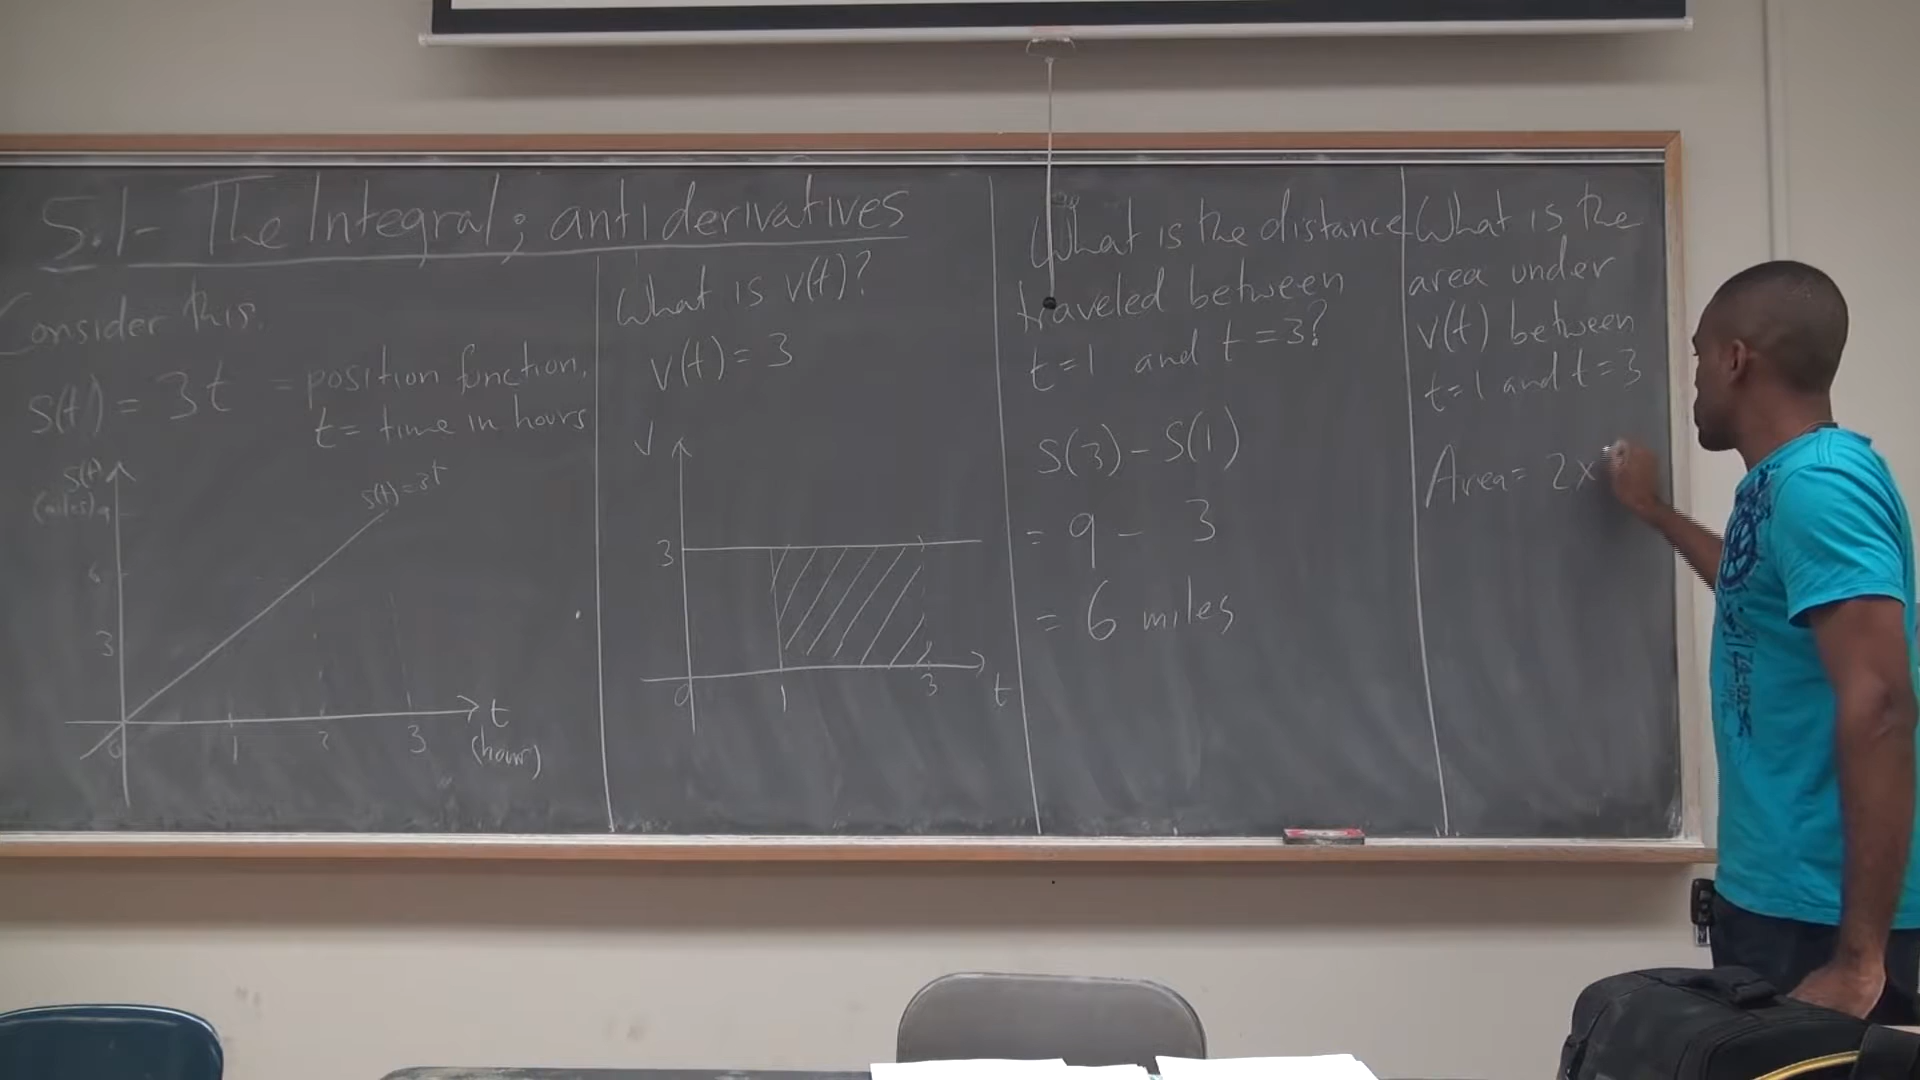 5.1- The Integral; antiderivatives
Consider this.
s(t) = 3t = position function,
t = time in hours
s(t)
(miles)
9
6
3
s(t)=3t
0
1
2
3
t
(hour)
What is v(t)?
v(t) = 3
V
3
0
1
3
t
What is the distance
traveled between
t=1 and t=3?
S(3) - S(1)
= 9 - 3
= 6 miles
What is the
area under
v(t) between
t=1 and t=3
Area= 2x